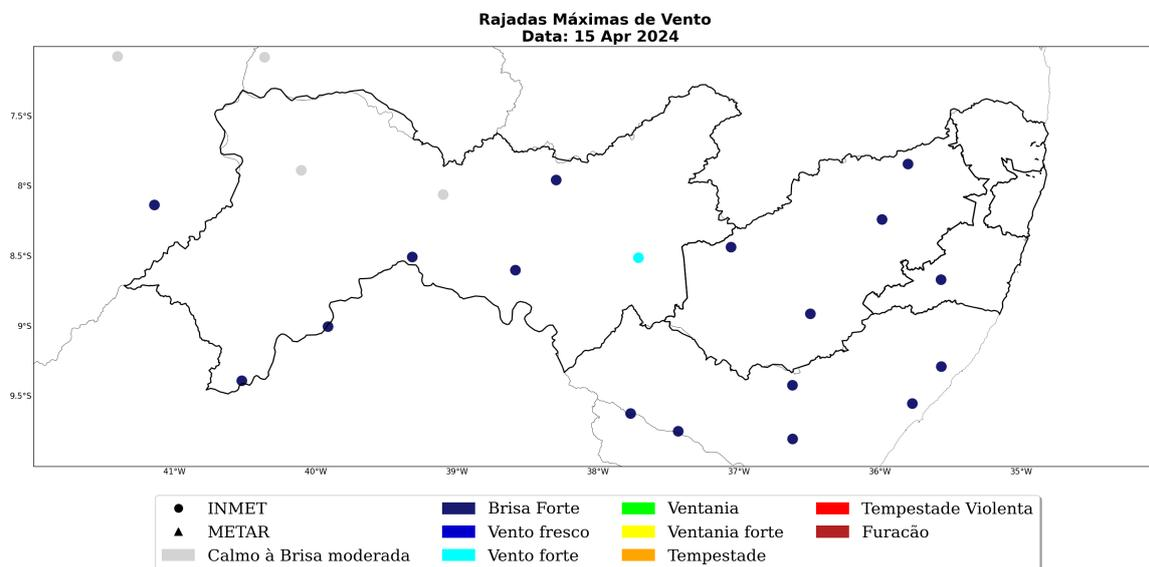 Rajadas Máximas de Vento
Data: 15 Apr 2024
7.5°S
8°S
8.5°S
9°S
9.5°S
41°W
40°W
39°W
38°W
37°W
36°W
35°W
INMET
METAR
Calmo à Brisa moderada
Brisa Forte
Vento fresco
Vento forte
Ventania
Ventania forte
Tempestade
Tempestade Violenta
Furacão